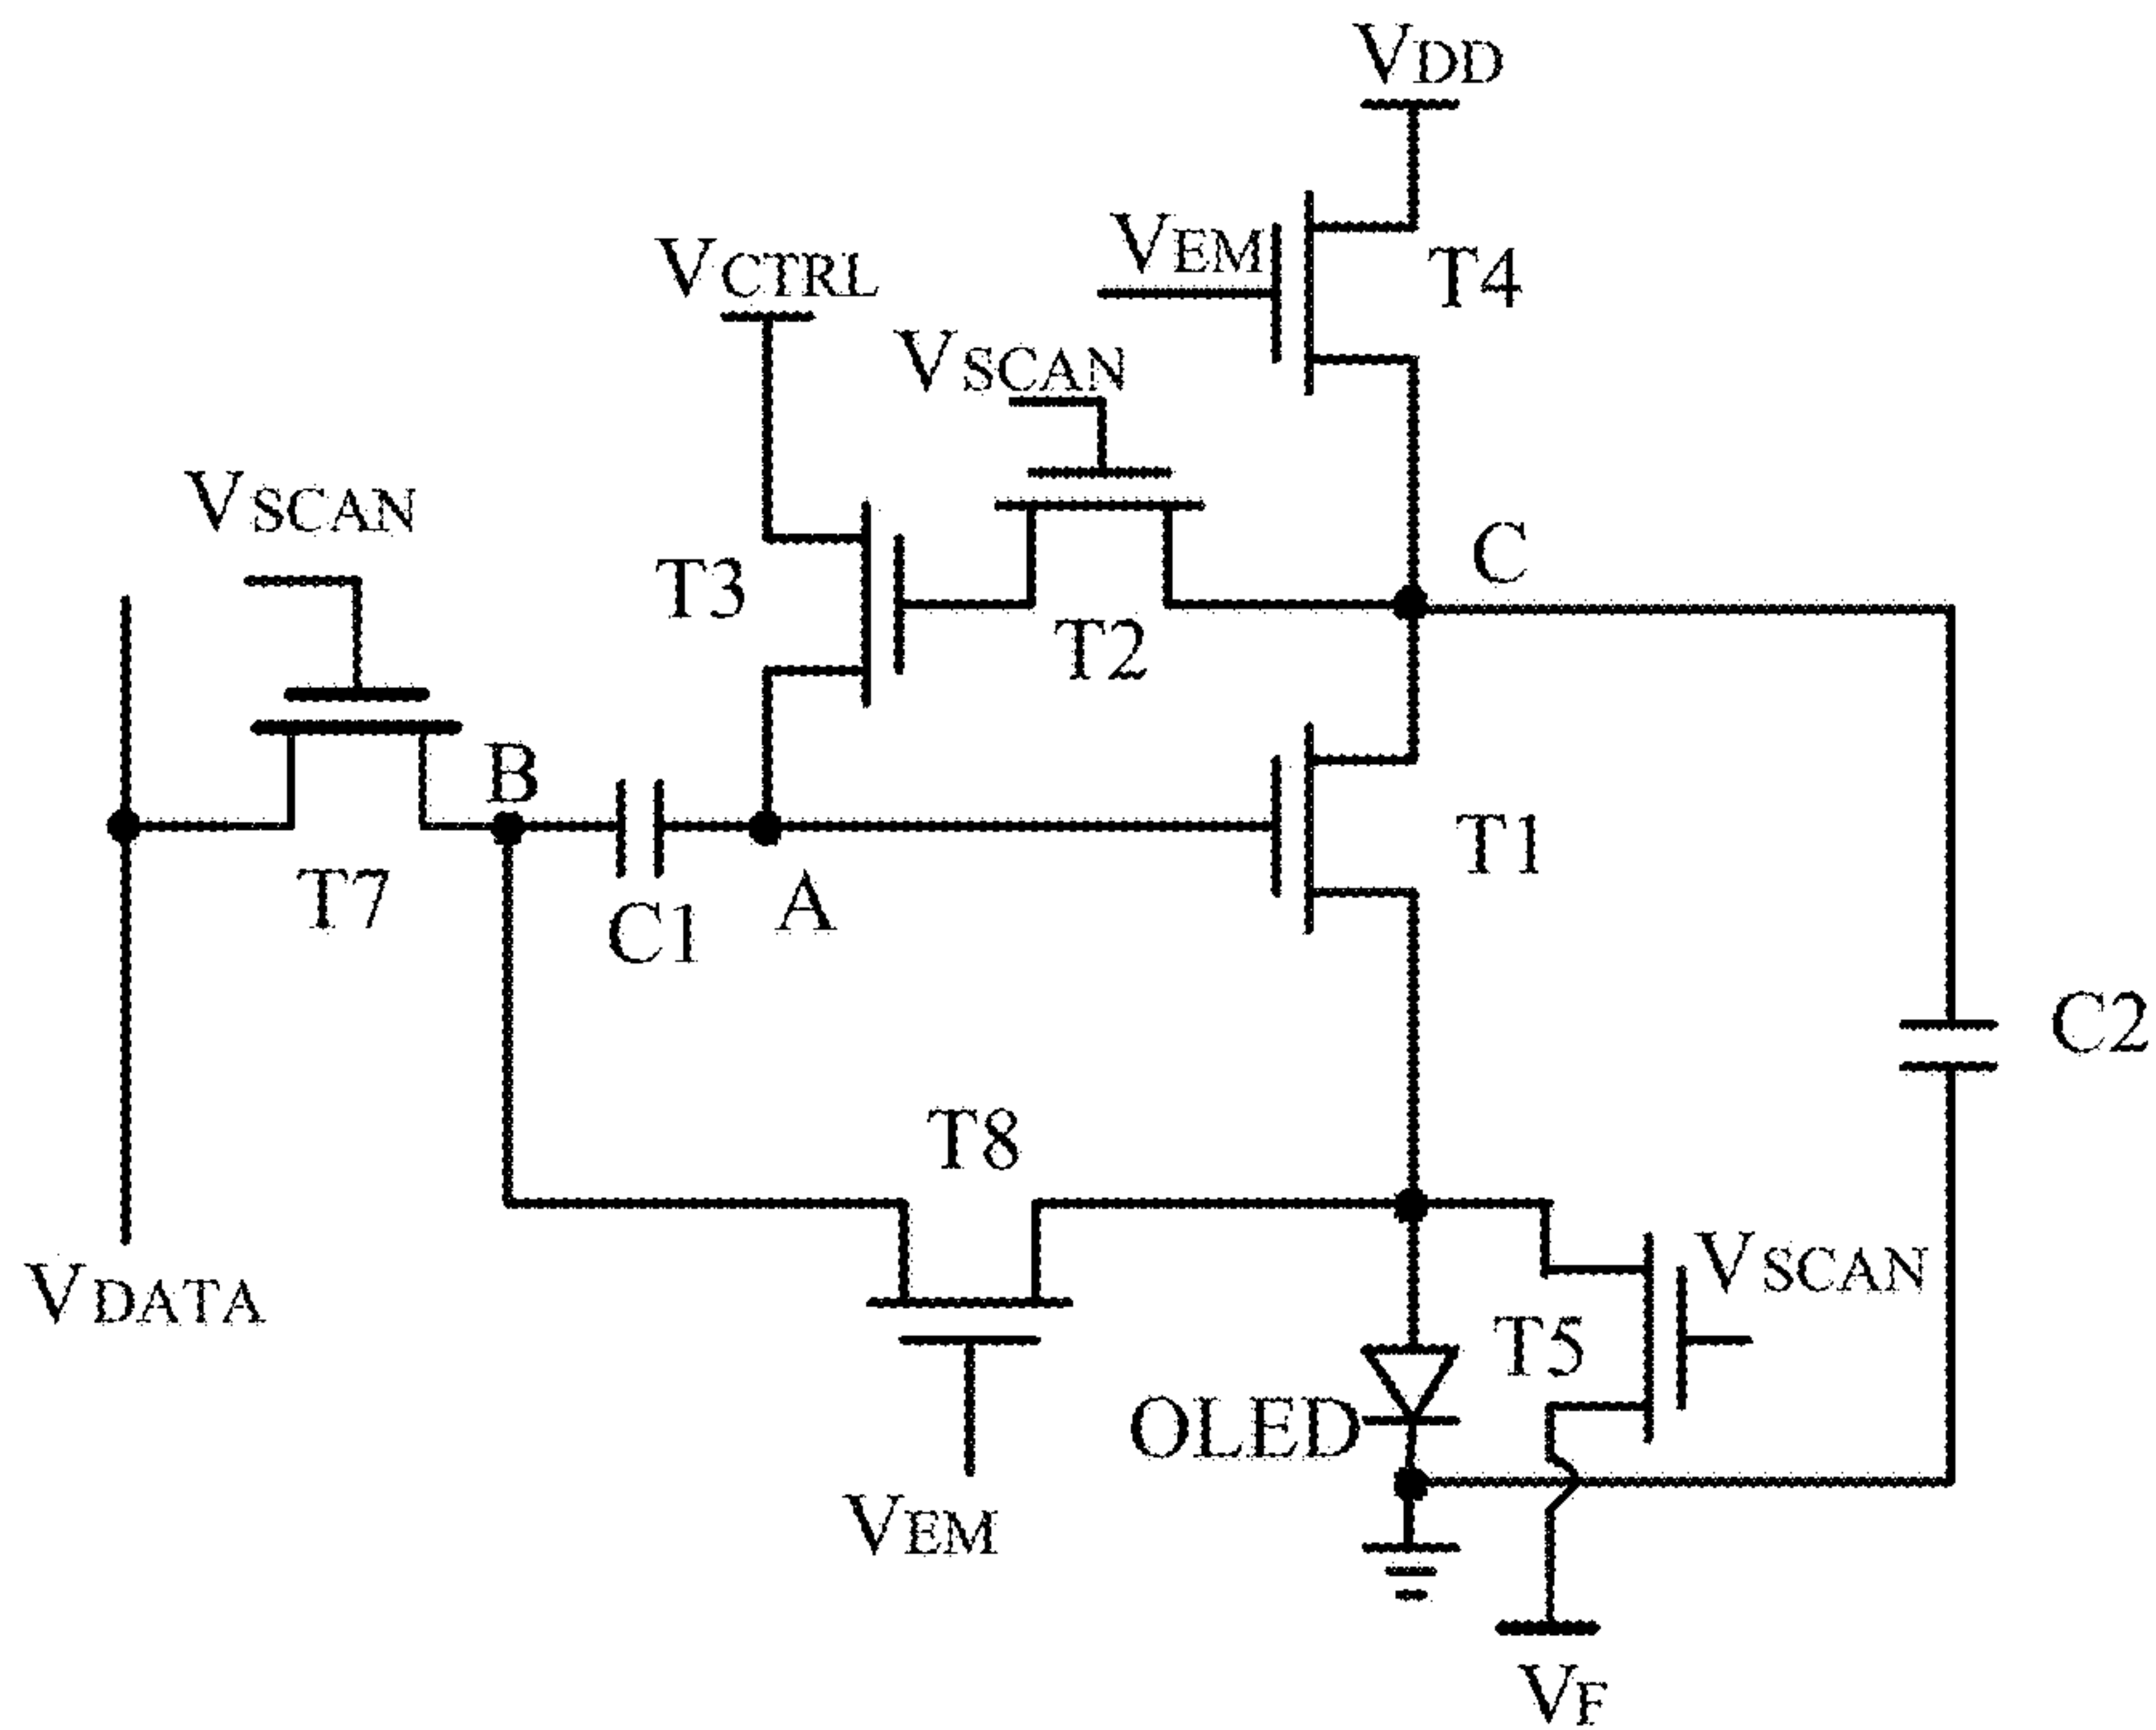 VDD
VEM
T4
VCTRL
VSCAN
VSCAN
C
T3
T2
B
T1
T7
A
C1
C2
T8
VSCAN
VDATA
T5
OLED
VEM
VF